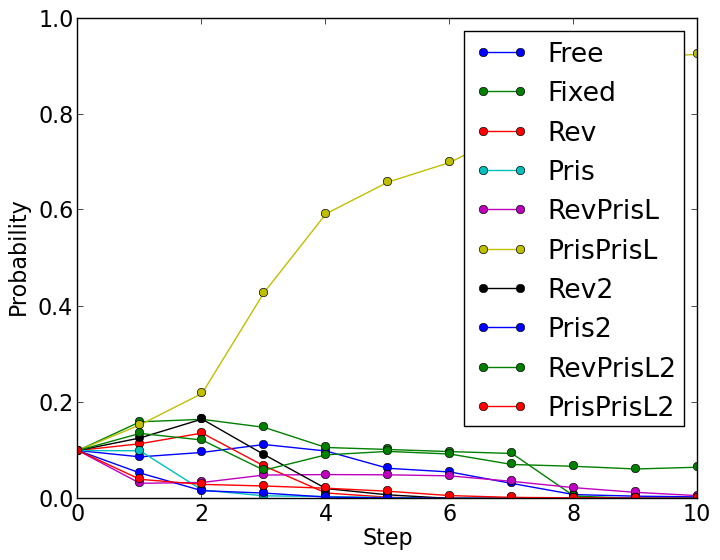 1.0
0.8
0.6
0.4
0.2
0.0
Probability
0 2 4 6 8 10
Step
Free
Fixed
Rev
Pris
RevPrisL
PrisPrisL
Rev2
Pris2
RevPrisL2
PrisPrisL2